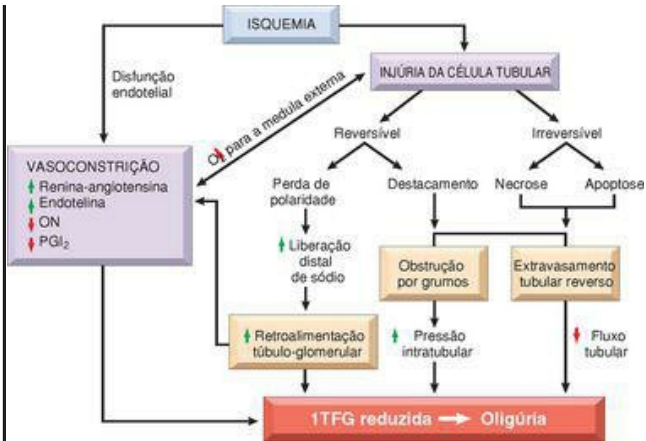 ISQUEMIA
Disfunção
endotelial
INJÚRIA DA CÉLULA TUBULAR
O₂ para a medula externa
Reversível
Irreversível
VASOCONSTRIÇÃO
Renina-angiotensina
Endotelina
ON
PGI₂
Perda de
polaridade
Destacamento
Necrose
Apoptose
Liberação
distal
de sódio
Obstrução
por grumos
Extravasamento
tubular reverso
Retroalimentação
túbulo-glomerular
Pressão
intratubular
Fluxo
tubular
1TFG reduzida → Oligúria